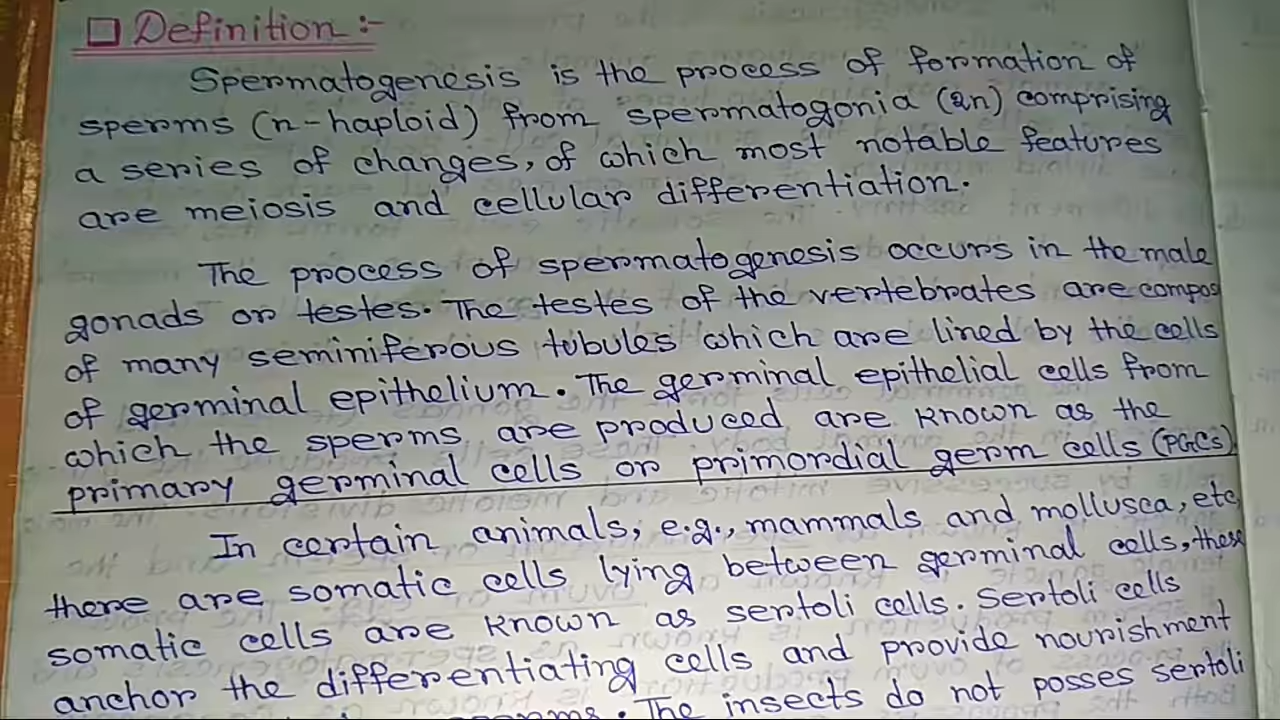 Definition :-
Spermatogenesis is the process of formation of
sperms (n-haploid) from spermatogonia (2n) comprising
a series of changes, of which most notable features
are meiosis and cellular differentiation.
The process of spermatogenesis occurs in the male
gonads or testes. The testes of the vertebrates are compos
of many seminiferous tubules which are lined by the cells
of germinal epithelium. The germinal epithelial cells from
which the sperms are produced are known as the
primary germinal cells or primordial germ cells (PGCs).
In certain animals, e.g., mammals and mollusca, etc
there are somatic cells lying between germinal cells, these
somatic cells are known as sertoli cells. Sertoli cells
anchor the differentiating cells and provide nourishment
The insects do not posses sertoli